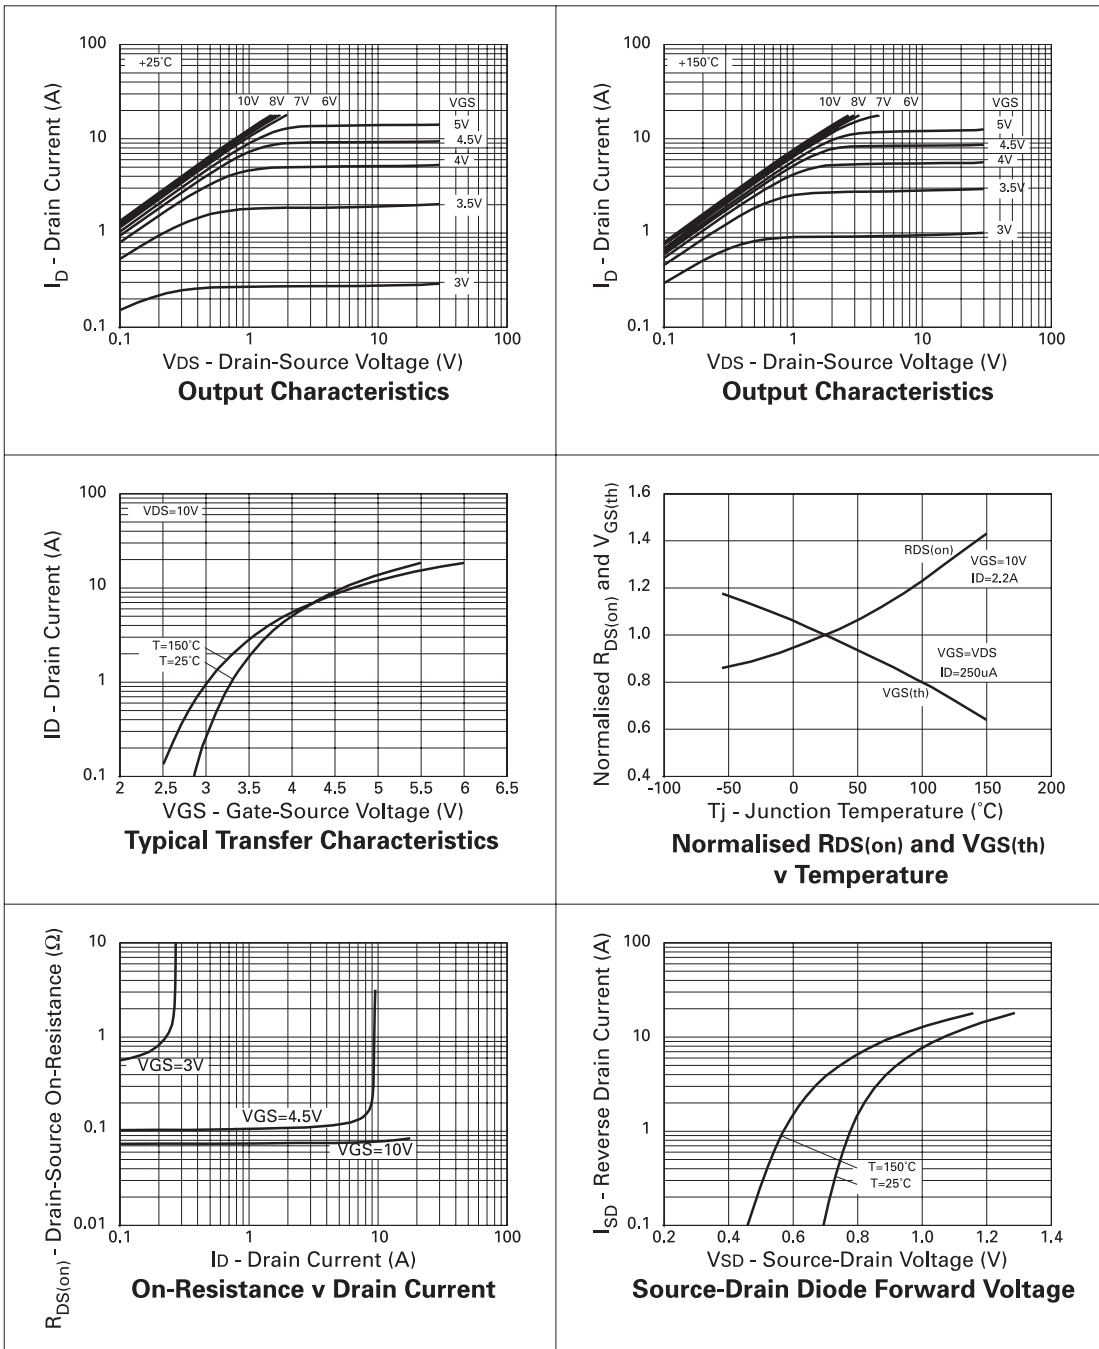 100
10
1
0.1
ID - Drain Current (A)
+25°C
10V 8V 7V 6V VGS
5V
4.5V
4V
3.5V
3V
0.1 1 10 100
VDS - Drain-Source Voltage (V)
Output Characteristics
100
10
1
0.1
ID - Drain Current (A)
+150°C
10V 8V 7V 6V VGS
5V
4.5V
4V
3.5V
3V
0.1 1 10 100
VDS - Drain-Source Voltage (V)
Output Characteristics
100
10
1
0.1
ID - Drain Current (A)
VDS=10V
T=150°C
T=25°C
2 2.5 3 3.5 4 4.5 5 5.5 6 6.5
VGS - Gate-Source Voltage (V)
Typical Transfer Characteristics
1.6
1.4
1.2
1.0
0.8
0.6
0.4
Normalised RDS(on) and VGS(th)
RDS(on)
VGS=10V
ID=2.2A
VGS=VDS
ID=250uA
VGS(th)
-100 -50 0 50 100 150 200
Tj - Junction Temperature (°C)
Normalised RDS(on) and VGS(th)
v Temperature
10
1
0.1
0.01
RDS(on) - Drain-Source On-Resistance (Ω)
VGS=3V
VGS=4.5V
VGS=10V
0.1 1 10 100
ID - Drain Current (A)
On-Resistance v Drain Current
100
10
1
0.1
ISD - Reverse Drain Current (A)
T=150°C
T=25°C
0.2 0.4 0.6 0.8 1.0 1.2 1.4
VSD - Source-Drain Voltage (V)
Source-Drain Diode Forward Voltage